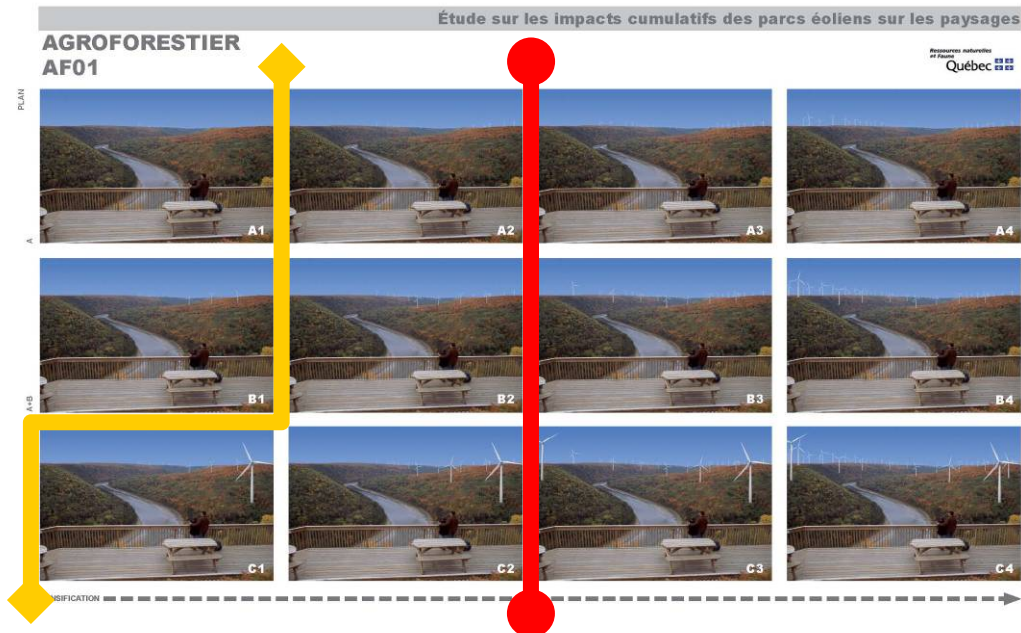 Étude sur les impacts cumulatifs des parcs éoliens sur les paysages
AGROFORESTIER
AF01
Ressources naturelles
et Faune
Québec
PLAN
A
A1
A2
A3
A4
A+B
B1
B2
B3
B4
C1
C2
C3
C4